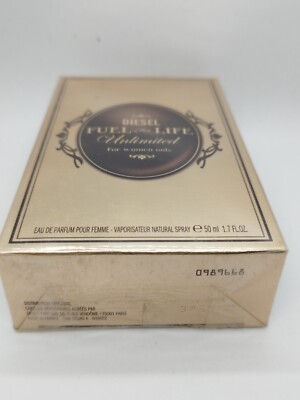 DIESEL
FUEL for LIFE
Unlimited
for women only
EAU DE PARFUM POUR FEMME - VAPORISATEUR NATURAL SPRAY ℮ 50 ml 1.7 FL.OZ.
0989668